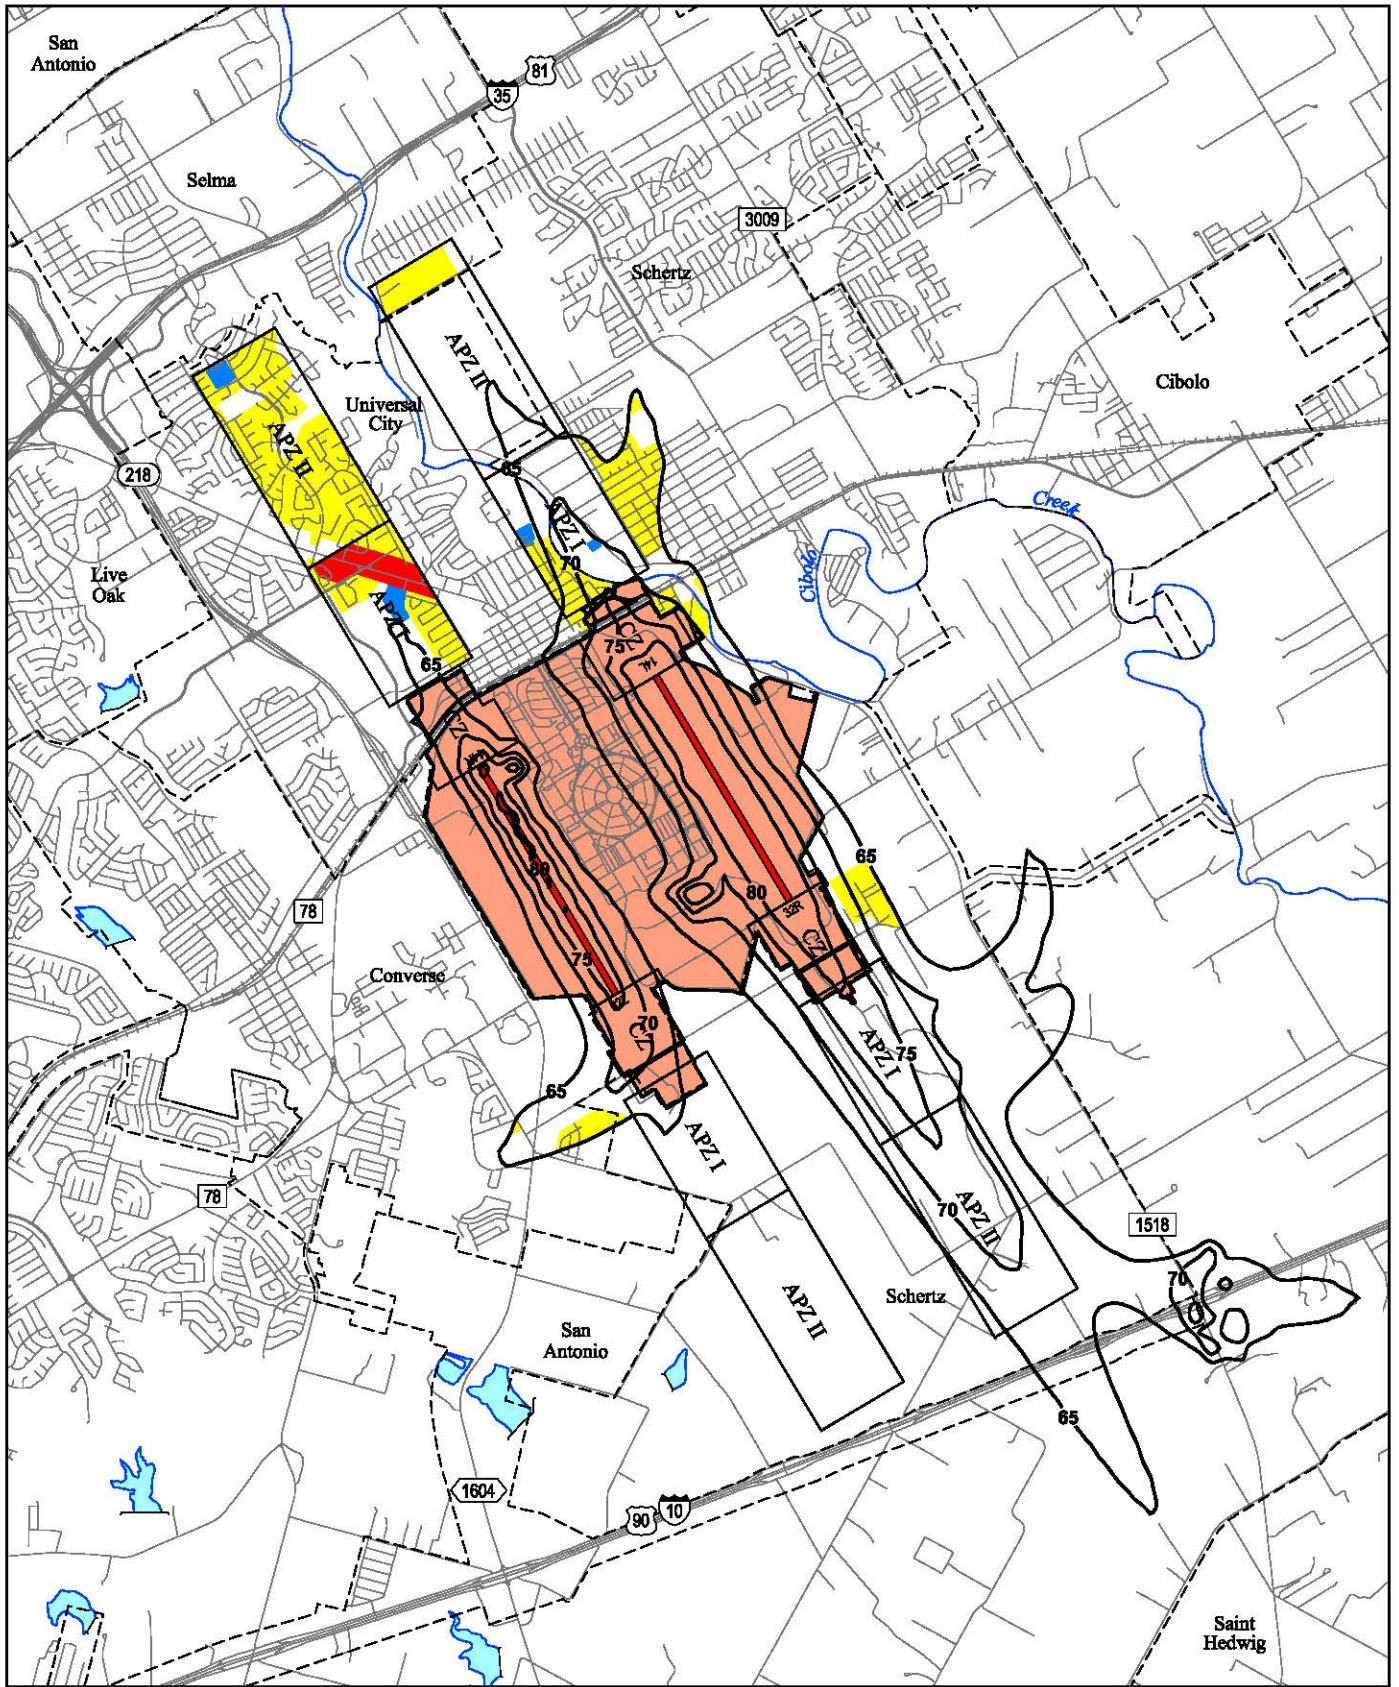 San
Antonio
81
35
Selma
3009
Schertz
APZ II
Cibolo
Universal
City
APZ II
65
218
Creek
APZ I
70
Cibolo
Live
Oak
APZ I
65
CZ
75
CZ
80
65
80
78
32R
CZ
75
Converse
70
CZ
APZ I
75
65
APZ I
78
70
APZ II
1518
70
APZ II
Schertz
San
Antonio
65
1604
90
10
Saint
Hedwig